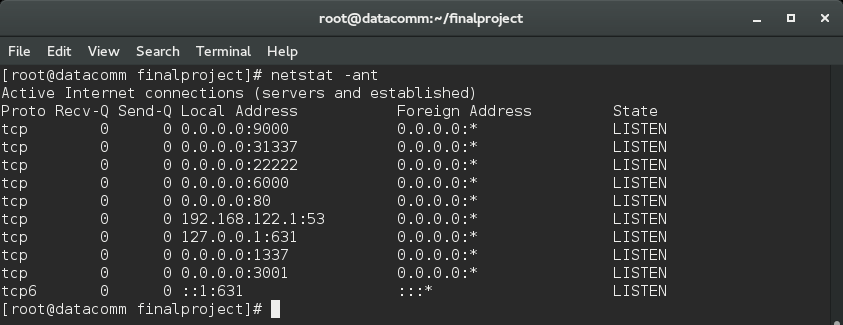 root@datacomm:~/finalproject
File Edit View Search Terminal Help
[root@datacomm finalproject]# netstat -ant
Active Internet connections (servers and established)
Proto Recv-Q Send-Q Local Address           Foreign Address         State
tcp        0      0 0.0.0.0:9000            0.0.0.0:*               LISTEN
tcp        0      0 0.0.0.0:31337           0.0.0.0:*               LISTEN
tcp        0      0 0.0.0.0:22222           0.0.0.0:*               LISTEN
tcp        0      0 0.0.0.0:6000            0.0.0.0:*               LISTEN
tcp        0      0 0.0.0.0:80              0.0.0.0:*               LISTEN
tcp        0      0 192.168.122.1:53        0.0.0.0:*               LISTEN
tcp        0      0 127.0.0.1:631           0.0.0.0:*               LISTEN
tcp        0      0 0.0.0.0:1337            0.0.0.0:*               LISTEN
tcp        0      0 0.0.0.0:3001            0.0.0.0:*               LISTEN
tcp6       0      0 ::1:631                 :::*                    LISTEN
[root@datacomm finalproject]#